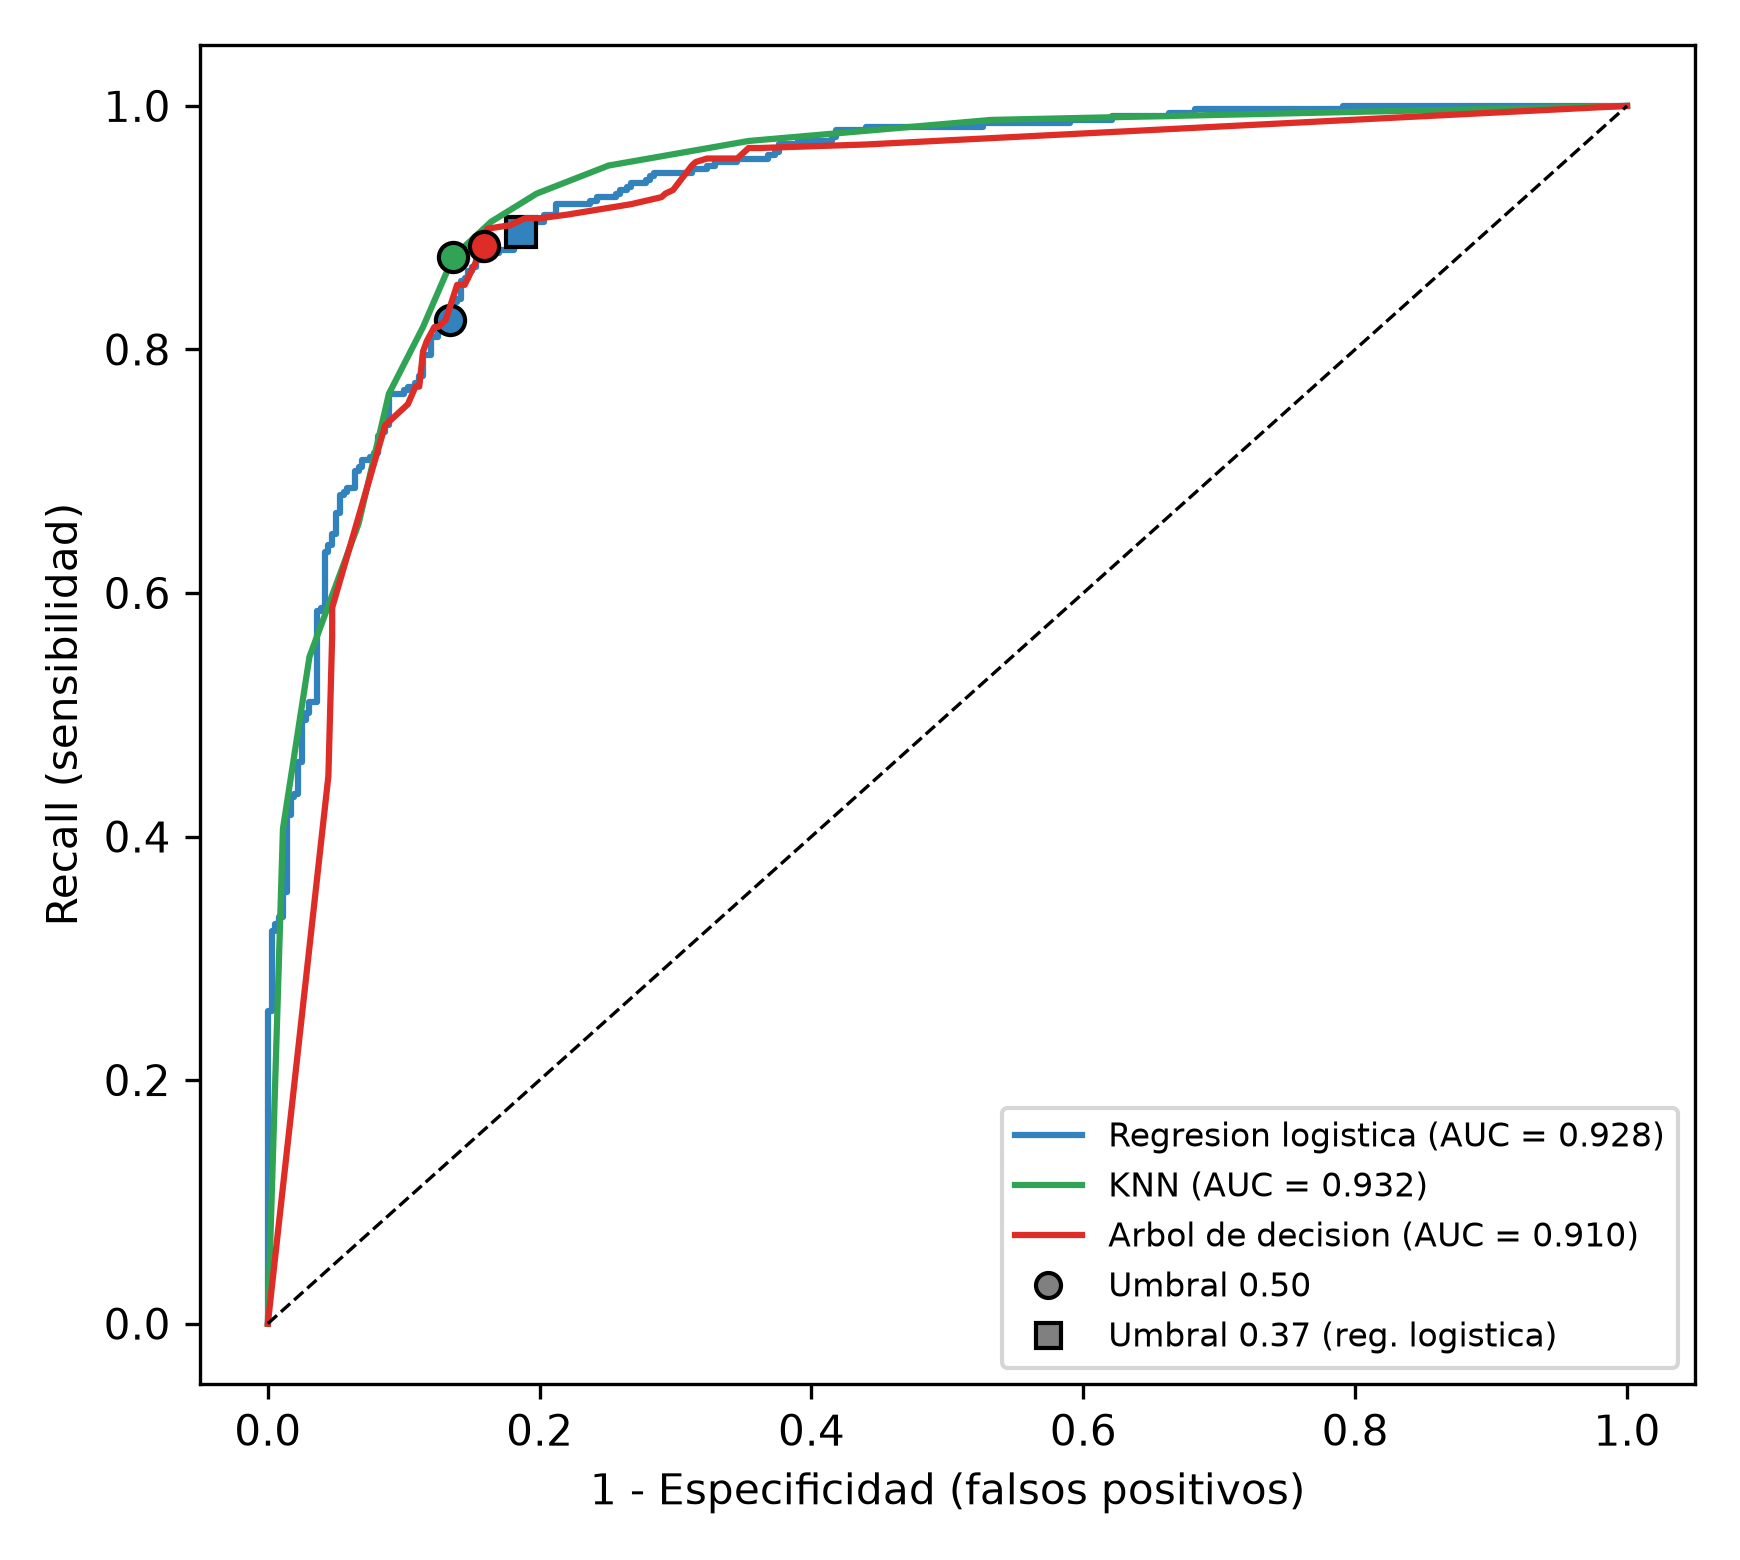 1.0
0.8
0.6
0.4
0.2
0.0
Recall (sensibilidad)
Regresion logistica (AUC = 0.928)
KNN (AUC = 0.932)
Arbol de decision (AUC = 0.910)
Umbral 0.50
Umbral 0.37 (reg. logistica)
0.0 0.2 0.4 0.6 0.8 1.0
1 - Especificidad (falsos positivos)